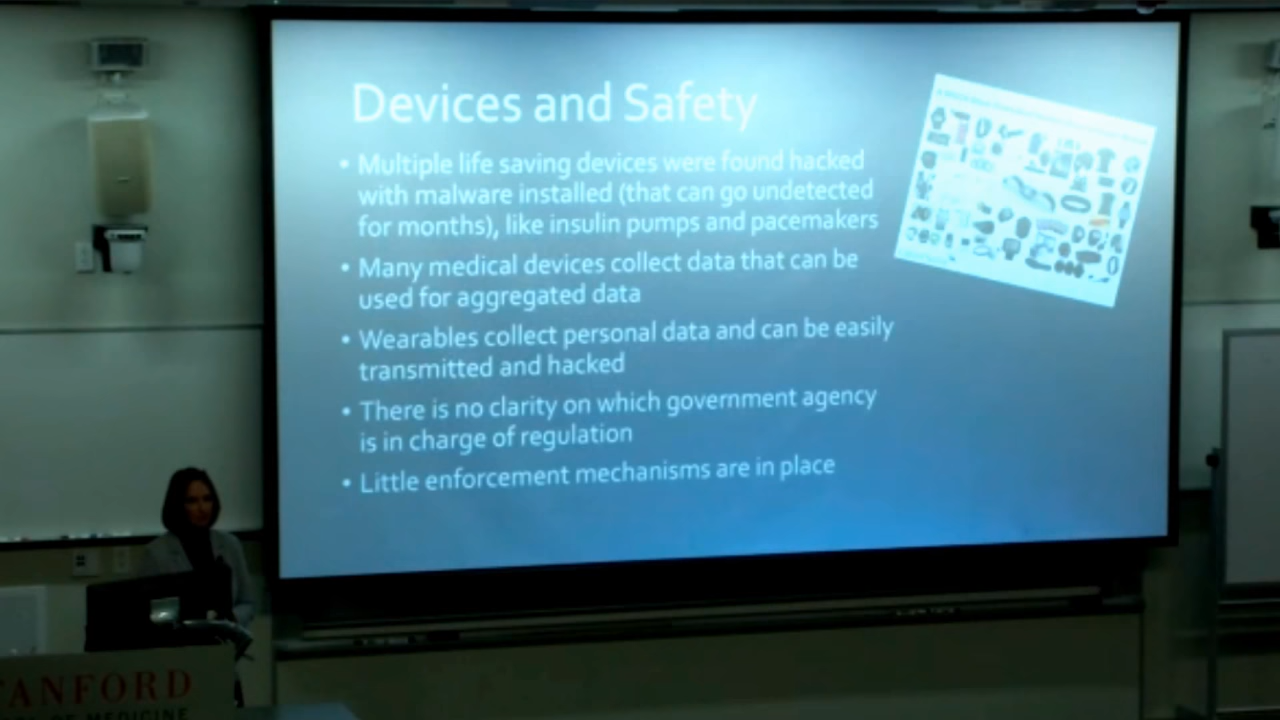 Devices and Safety
• Multiple life saving devices were found hacked
with malware installed (that can go undetected
for months), like insulin pumps and pacemakers
• Many medical devices collect data that can be
used for aggregated data
• Wearables collect personal data and can be easily
transmitted and hacked
• There is no clarity on which government agency
is in charge of regulation
• Little enforcement mechanisms are in place
TANFORD
OF MEDICINE